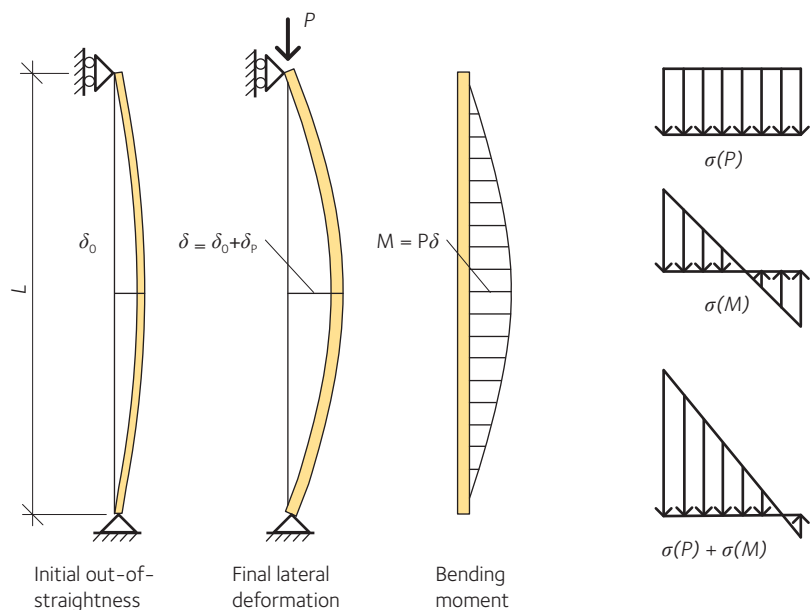 P
L
δ₀
δ = δ₀+δₚ
M = Pδ
σ(P)
σ(M)
σ(P) + σ(M)
Initial out-of-
straightness
Final lateral
deformation
Bending
moment